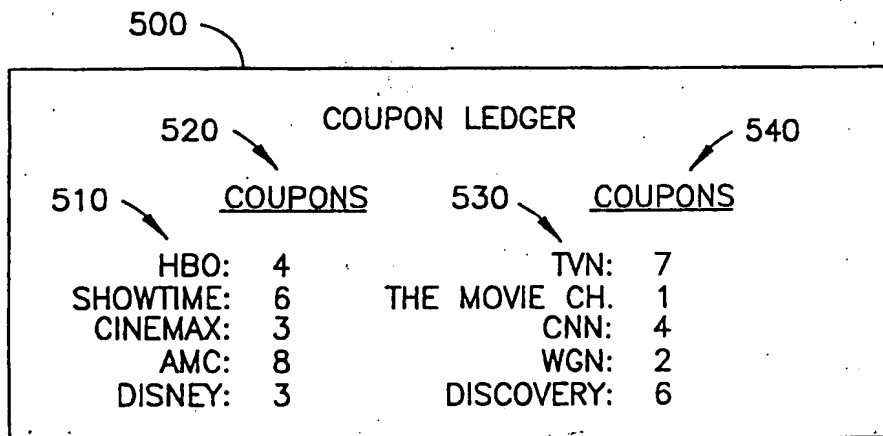 500
COUPON LEDGER
520 540
COUPONS COUPONS
510 530
HBO: 4 TVN: 7
SHOWTIME: 6 THE MOVIE CH. 1
CINEMAX: 3 CNN: 4
AMC: 8 WGN: 2
DISNEY: 3 DISCOVERY: 6